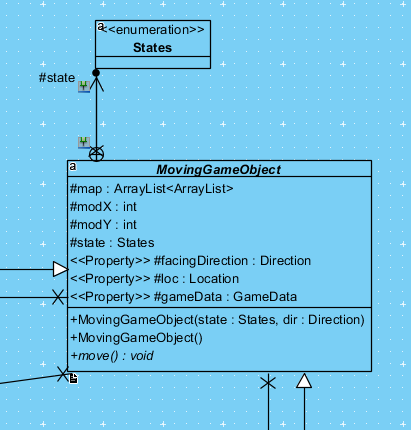 a
<<enumeration>>
States
#state
a
MovingGameObject
#map : ArrayList<ArrayList>
#modX : int
#modY : int
#state : States
<<Property>> #facingDirection : Direction
<<Property>> #loc : Location
<<Property>> #gameData : GameData
+MovingGameObject(state : States, dir : Direction)
+MovingGameObject()
+move() : void